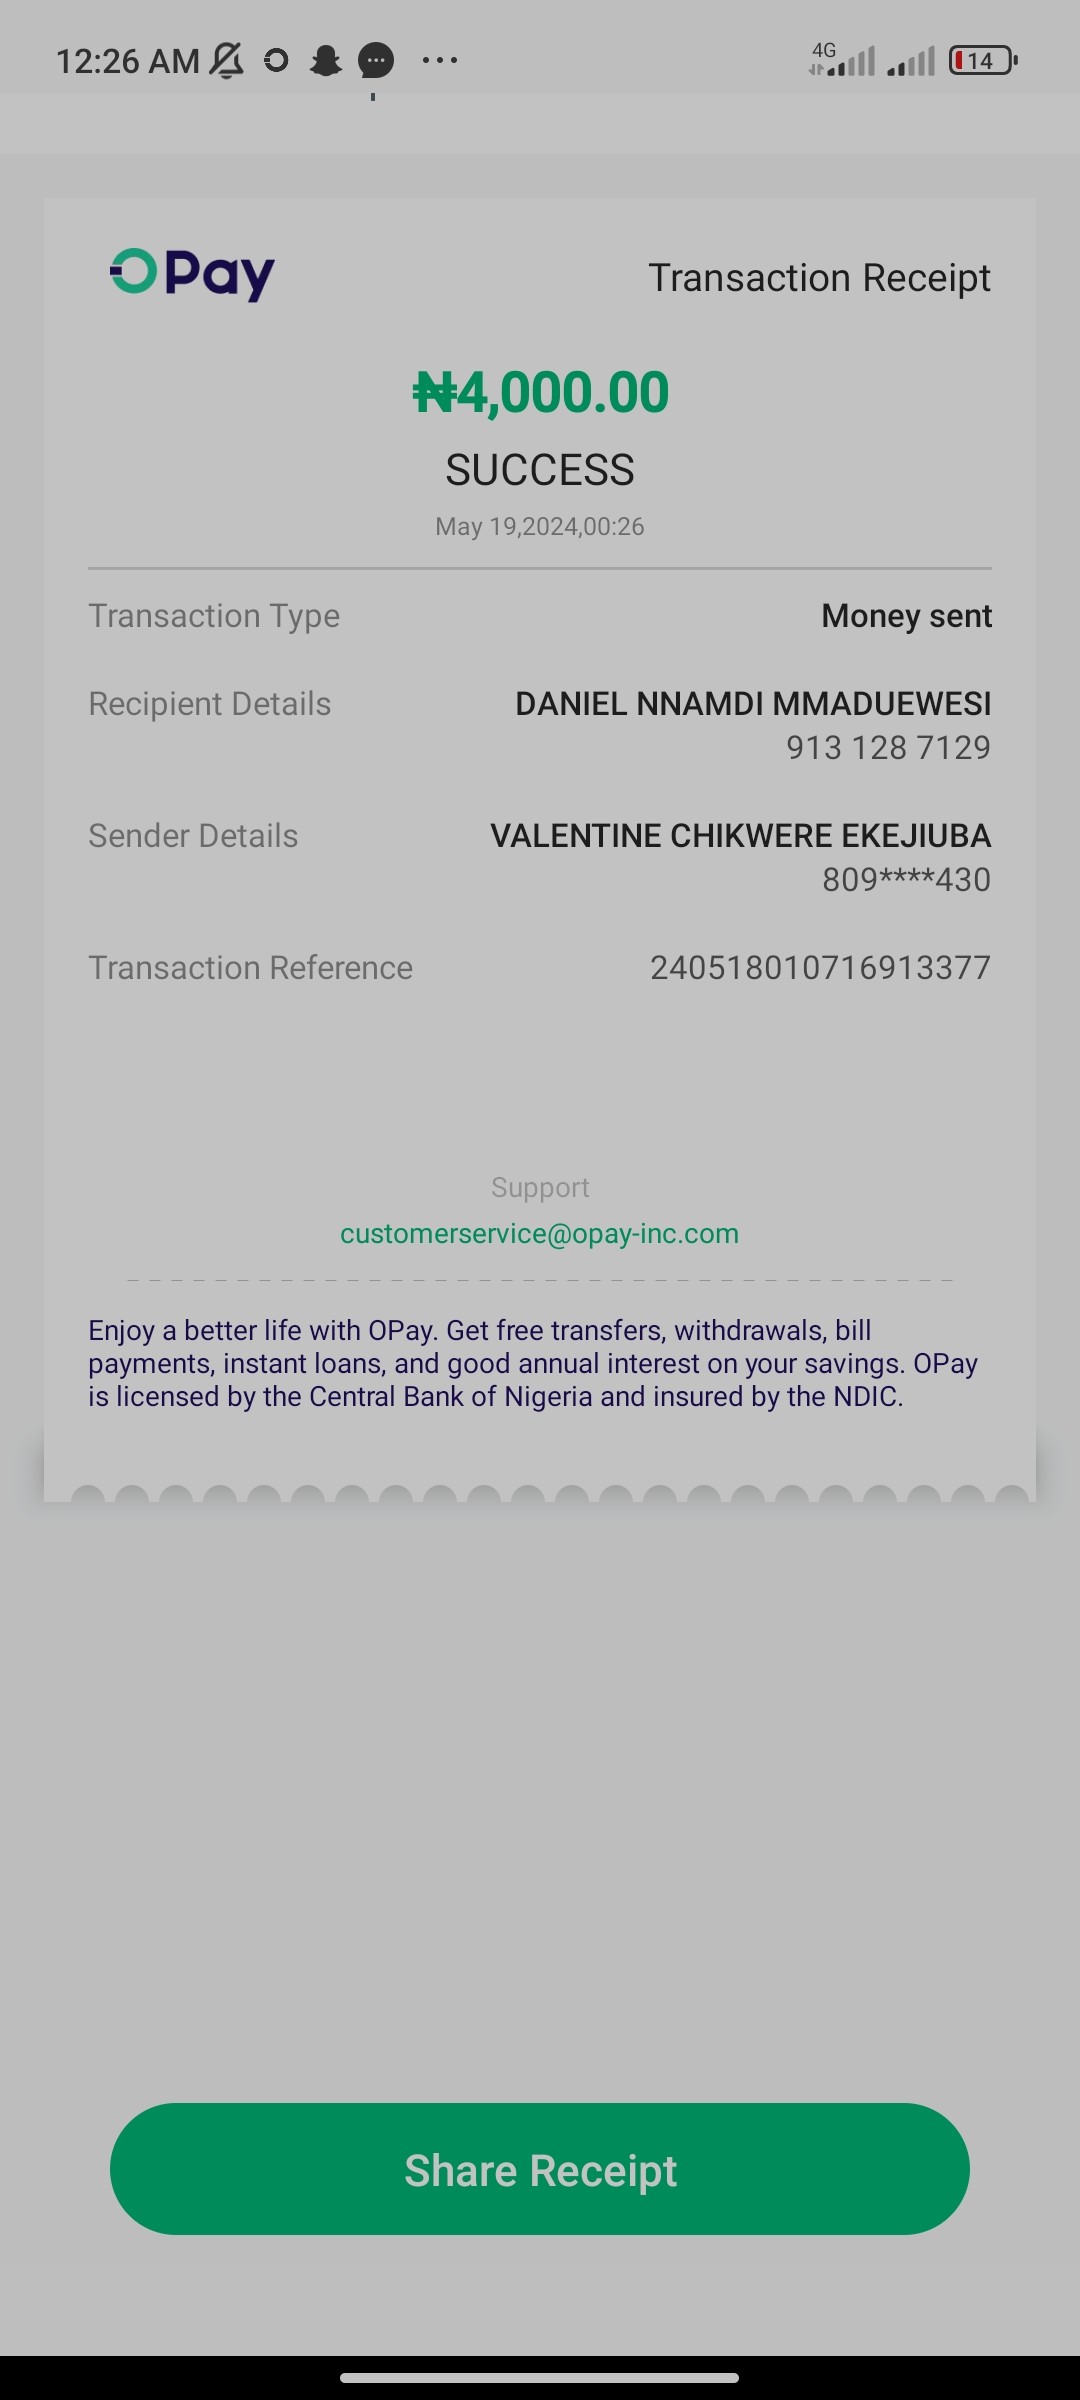 12:26 AM
4G
14
OPay
Transaction Receipt
₦4,000.00
SUCCESS
May 19,2024,00:26
Transaction Type
Money sent
Recipient Details
DANIEL NNAMDI MMADUEWESI
913 128 7129
Sender Details
VALENTINE CHIKWERE EKEJIUBA
809****430
Transaction Reference
240518010716913377
Support
customerservice@opay-inc.com
Enjoy a better life with OPay. Get free transfers, withdrawals, bill
payments, instant loans, and good annual interest on your savings. OPay
is licensed by the Central Bank of Nigeria and insured by the NDIC.
Share Receipt